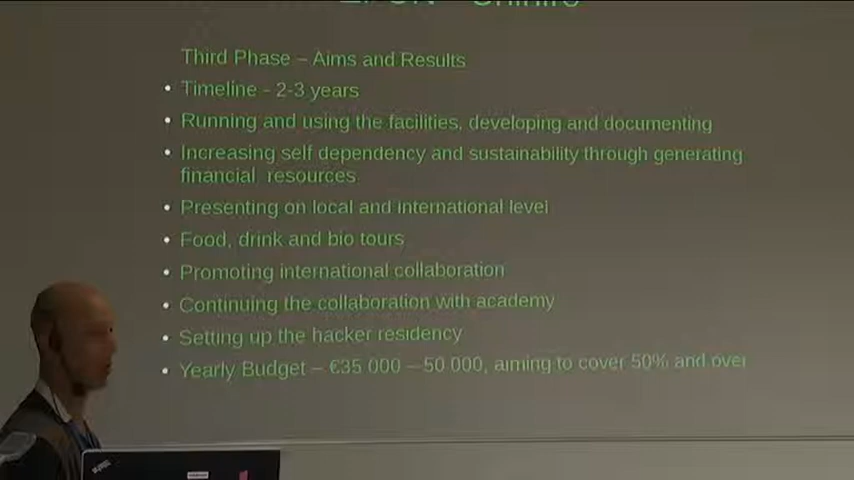 Third Phase – Aims and Results
• Timeline - 2-3 years
• Running and using the facilities, developing and documenting
• Increasing self dependency and sustainability through generating
financial resources
• Presenting on local and international level
• Food, drink and bio tours
• Promoting international collaboration
• Continuing the collaboration with academy
• Setting up the hacker residency
• Yearly Budget – €35 000 – 50 000, aiming to cover 50% and over